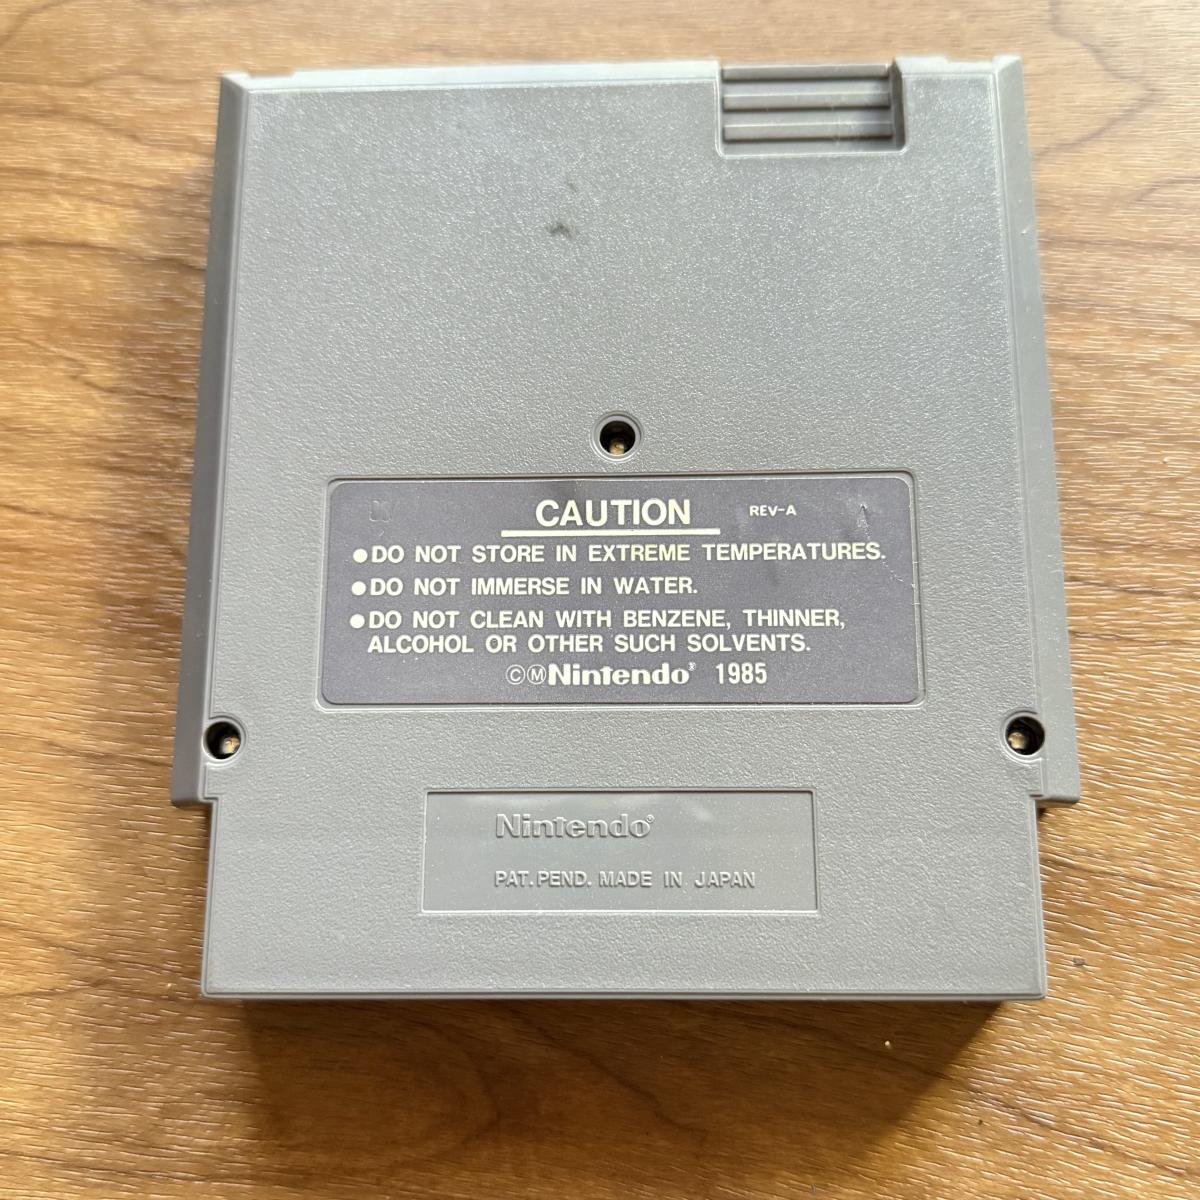 CAUTION REV-A
●DO NOT STORE IN EXTREME TEMPERATURES.
●DO NOT IMMERSE IN WATER.
●DO NOT CLEAN WITH BENZENE, THINNER,
ALCOHOL OR OTHER SUCH SOLVENTS.
ⒸⓂNintendo® 1985
Nintendo®
PAT. PEND. MADE IN JAPAN